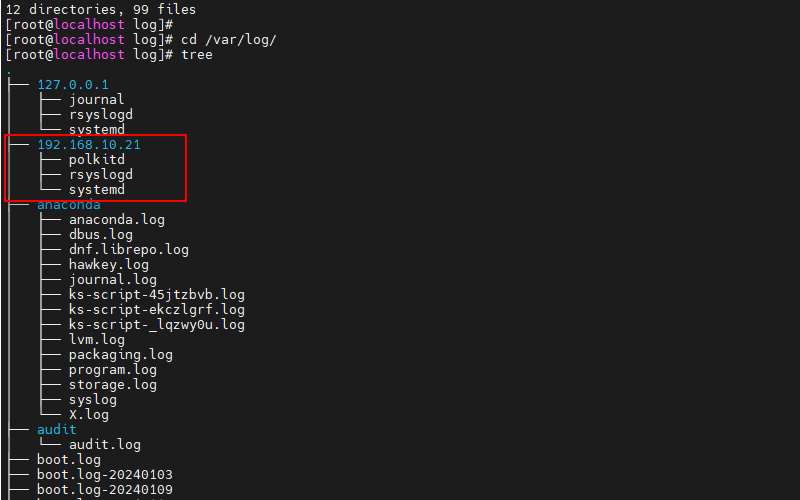 12 directories, 99 files
[root@localhost log]#
[root@localhost log]# cd /var/log/
[root@localhost log]# tree
.
├── 127.0.0.1
│   ├── journal
│   ├── rsyslogd
│   └── systemd
├── 192.168.10.21
│   ├── polkitd
│   ├── rsyslogd
│   └── systemd
├── anaconda
│   ├── anaconda.log
│   ├── dbus.log
│   ├── dnf.librepo.log
│   ├── hawkey.log
│   ├── journal.log
│   ├── ks-script-45jtzbvb.log
│   ├── ks-script-ekczlgrf.log
│   ├── ks-script-_lqzwy0u.log
│   ├── lvm.log
│   ├── packaging.log
│   ├── program.log
│   ├── storage.log
│   ├── syslog
│   └── X.log
├── audit
│   └── audit.log
├── boot.log
├── boot.log-20240103
├── boot.log-20240109